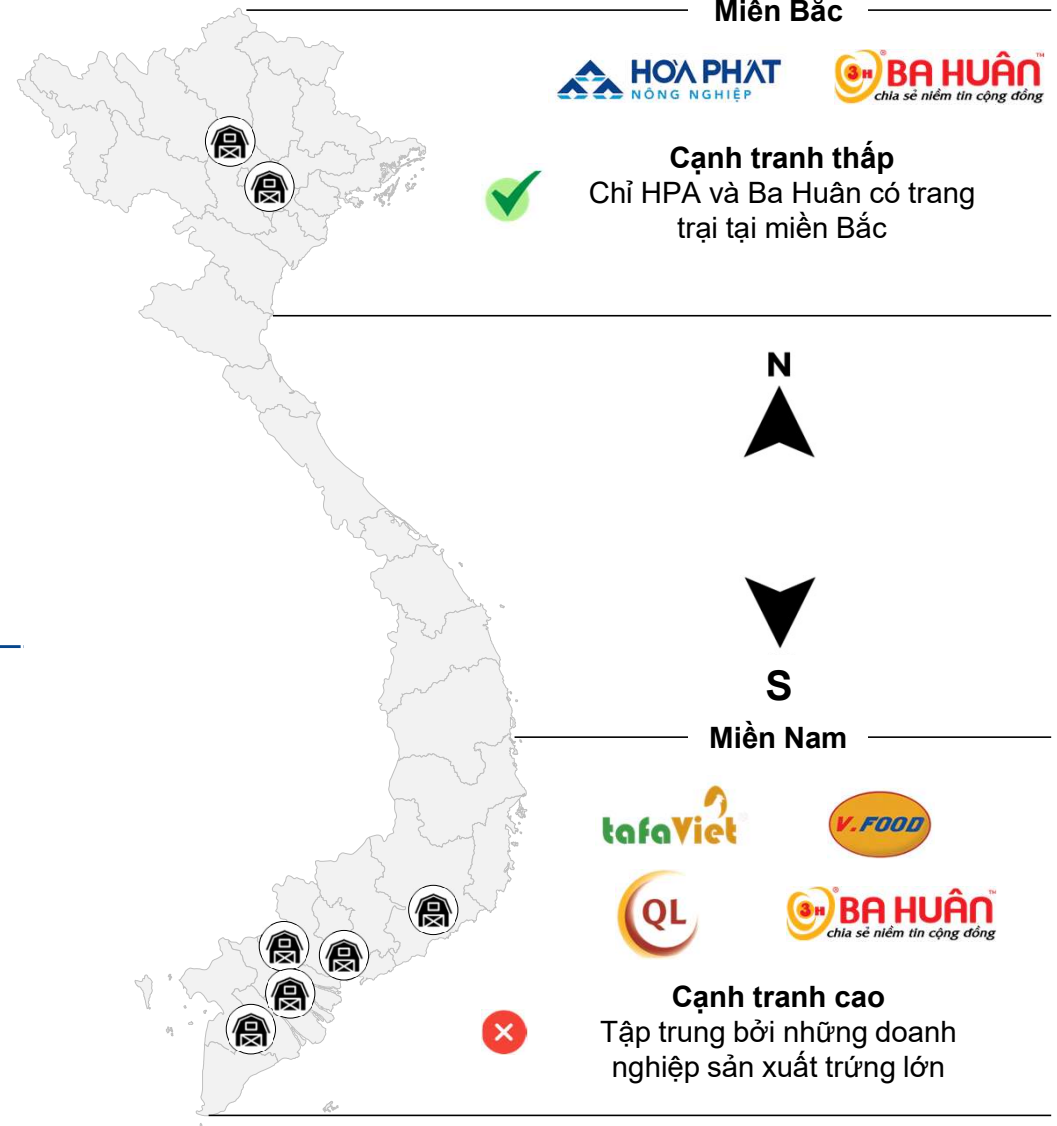 Miền Bắc
HÒA PHÁT
NÔNG NGHIỆP
3H BA HUÂN
chia sẻ niềm tin cộng đồng
Cạnh tranh thấp
Chỉ HPA và Ba Huân có trang
trại tại miền Bắc
N
S
Miền Nam
tafaViet
V.FOOD
QL
3H BA HUÂN
chia sẻ niềm tin cộng đồng
Cạnh tranh cao
Tập trung bởi những doanh
nghiệp sản xuất trứng lớn